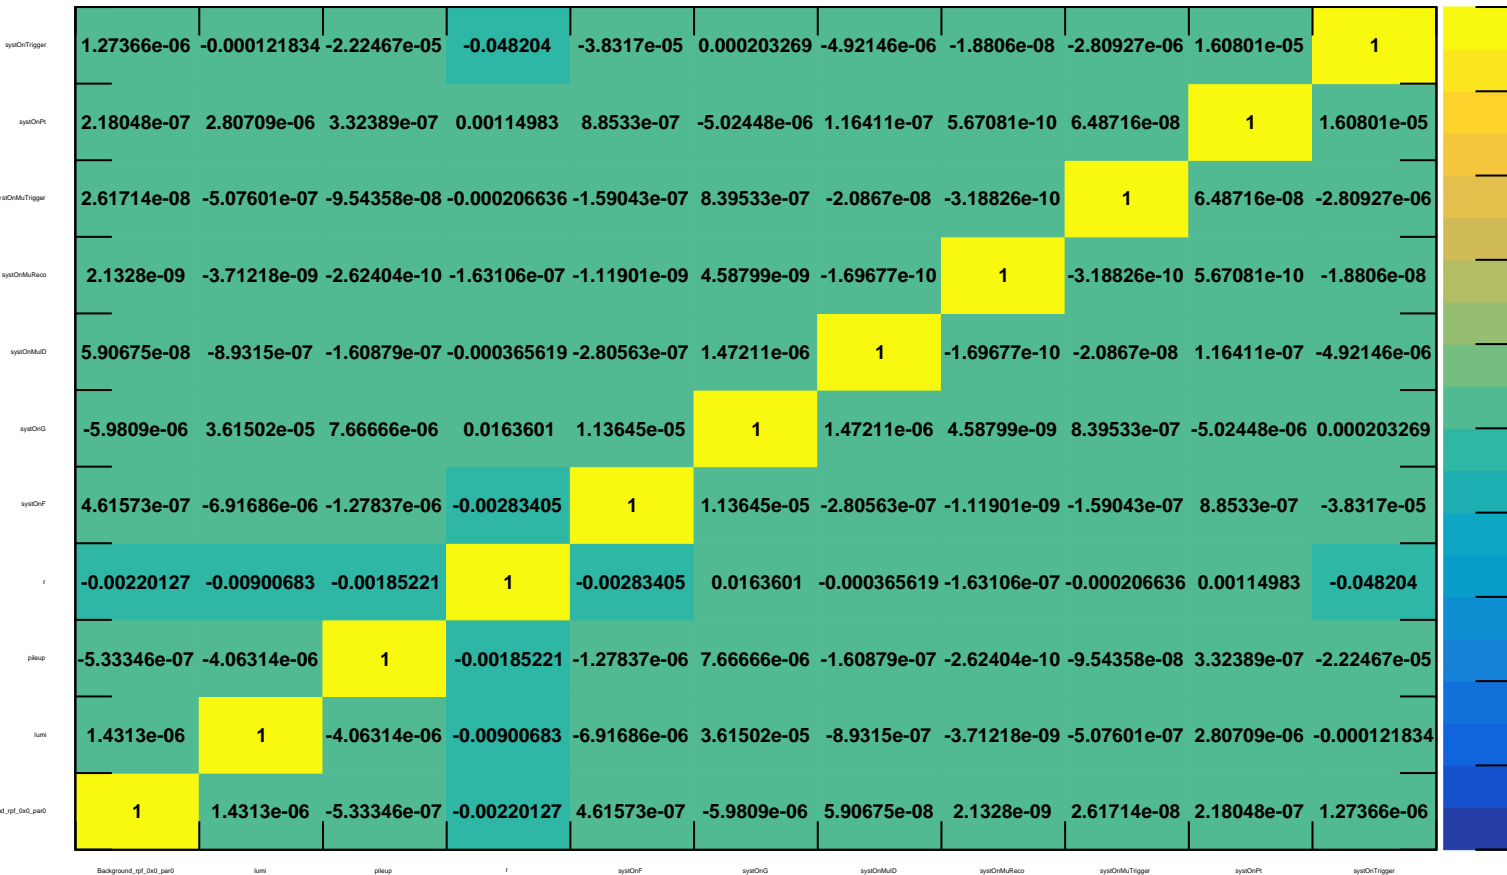 systOnTrigger 1.27366e-06 -0.000121834 -2.22467e-05 -0.048204 -3.8317e-05 0.000203269 -4.92146e-06 -1.8806e-08 -2.80927e-06 1.60801e-05 1
systOnPt 2.18048e-07 2.80709e-06 3.32389e-07 0.00114983 8.8533e-07 -5.02448e-06 1.16411e-07 5.67081e-10 6.48716e-08 1 1.60801e-05
stOnMuTrigger 2.61714e-08 -5.07601e-07 -9.54358e-08 -0.000206636 -1.59043e-07 8.39533e-07 -2.0867e-08 -3.18826e-10 1 6.48716e-08 -2.80927e-06
systOnMuReco 2.1328e-09 -3.71218e-09 -2.62404e-10 -1.63106e-07 -1.11901e-09 4.58799e-09 -1.69677e-10 1 -3.18826e-10 5.67081e-10 -1.8806e-08
systOnMuID 5.90675e-08 -8.9315e-07 -1.60879e-07 -0.000365619 -2.80563e-07 1.47211e-06 1 -1.69677e-10 -2.0867e-08 1.16411e-07 -4.92146e-06
systOnG -5.9809e-06 3.61502e-05 7.66666e-06 0.0163601 1.13645e-05 1 1.47211e-06 4.58799e-09 8.39533e-07 -5.02448e-06 0.000203269
systOnF 4.61573e-07 -6.91686e-06 -1.27837e-06 -0.00283405 1 1.13645e-05 -2.80563e-07 -1.11901e-09 -1.59043e-07 8.8533e-07 -3.8317e-05
r -0.00220127 -0.00900683 -0.00185221 1 -0.00283405 0.0163601 -0.000365619 -1.63106e-07 -0.000206636 0.00114983 -0.048204
pileup -5.33346e-07 -4.06314e-06 1 -0.00185221 -1.27837e-06 7.66666e-06 -1.60879e-07 -2.62404e-10 -9.54358e-08 3.32389e-07 -2.22467e-05
lumi 1.4313e-06 1 -4.06314e-06 -0.00900683 -6.91686e-06 3.61502e-05 -8.9315e-07 -3.71218e-09 -5.07601e-07 2.80709e-06 -0.000121834
d_rpf_0x0_par0 1 1.4313e-06 -5.33346e-07 -0.00220127 4.61573e-07 -5.9809e-06 5.90675e-08 2.1328e-09 2.61714e-08 2.18048e-07 1.27366e-06
Background_rpf_0x0_par0 lumi pileup r systOnF systOnG systOnMuID systOnMuReco systOnMuTrigger systOnPt systOnTrigger